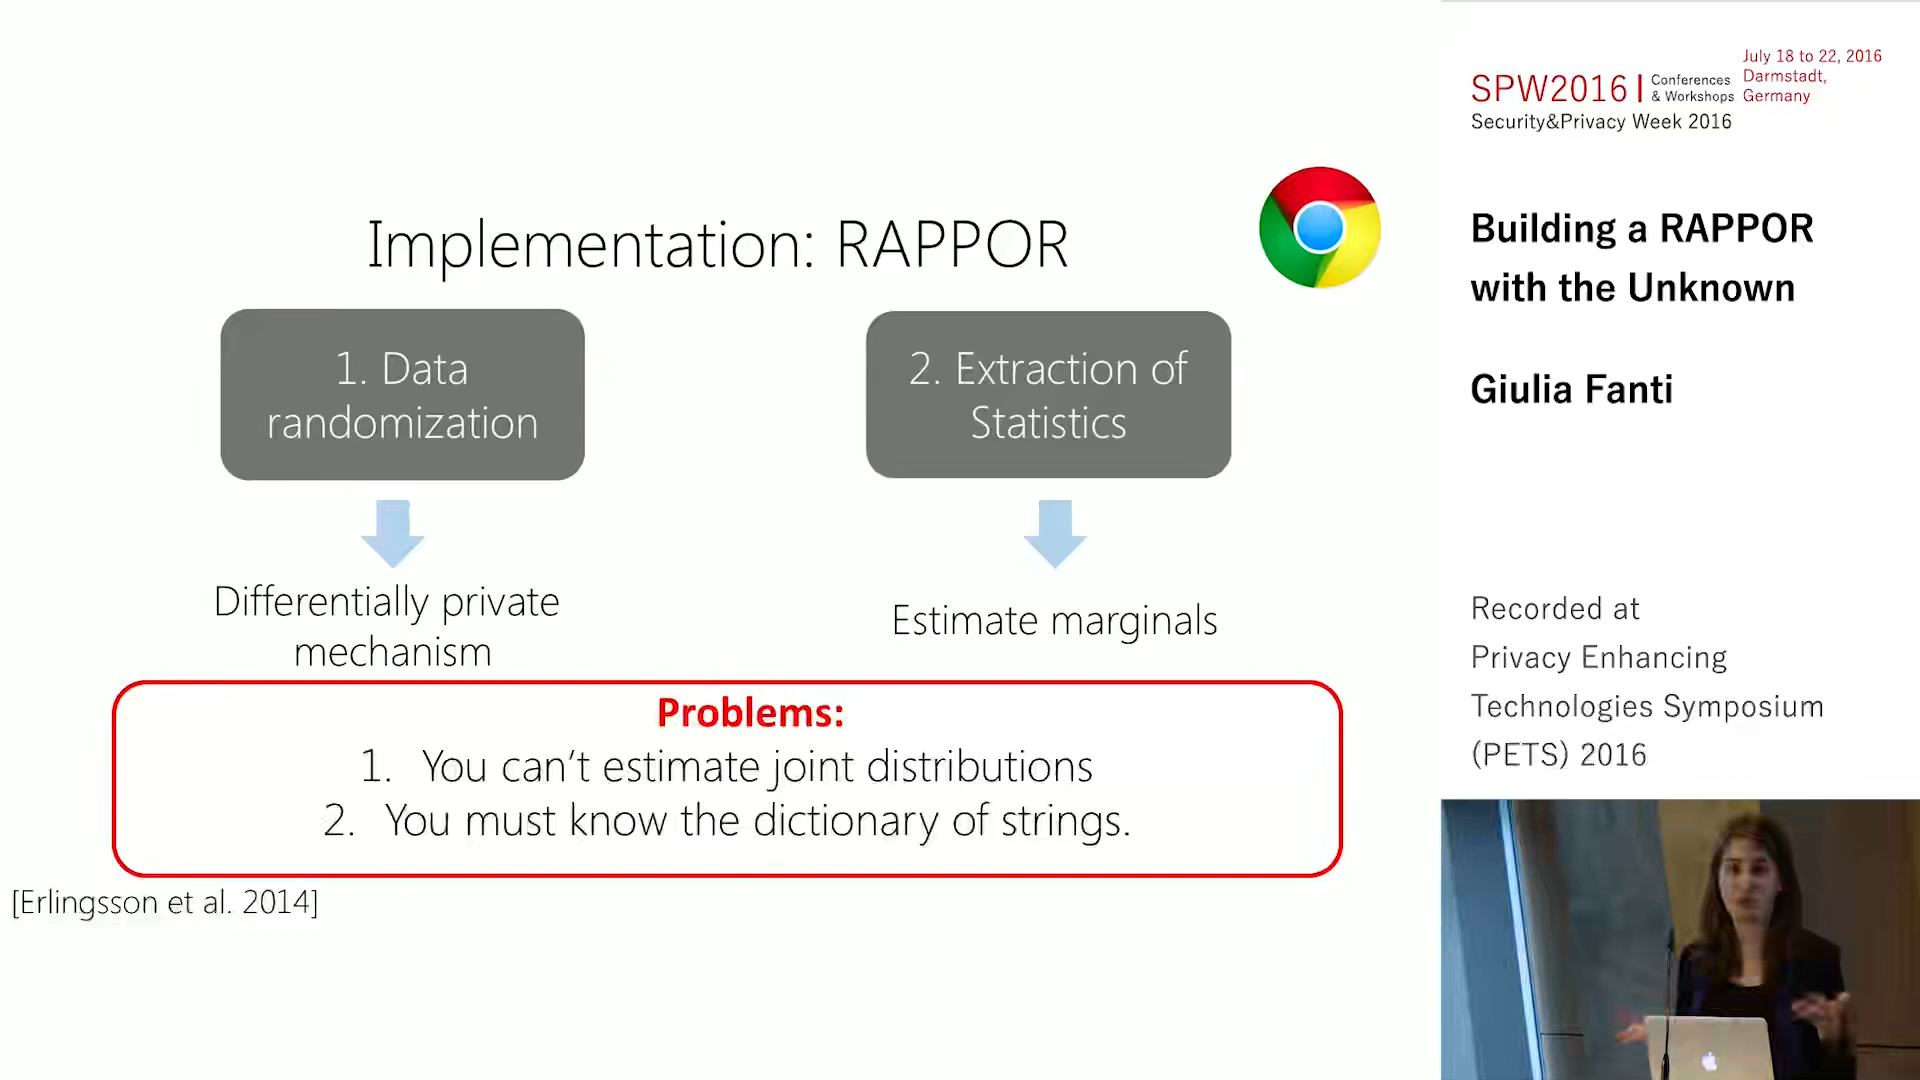 Implementation: RAPPOR
1. Data
randomization
2. Extraction of
Statistics
Differentially private
mechanism
Estimate marginals
Problems:
1. You can't estimate joint distributions
2. You must know the dictionary of strings.
[Erlingsson et al. 2014]
SPW2016 | Conferences
& Workshops
July 18 to 22, 2016
Darmstadt,
Germany
Security&Privacy Week 2016
Building a RAPPOR
with the Unknown
Giulia Fanti
Recorded at
Privacy Enhancing
Technologies Symposium
(PETS) 2016